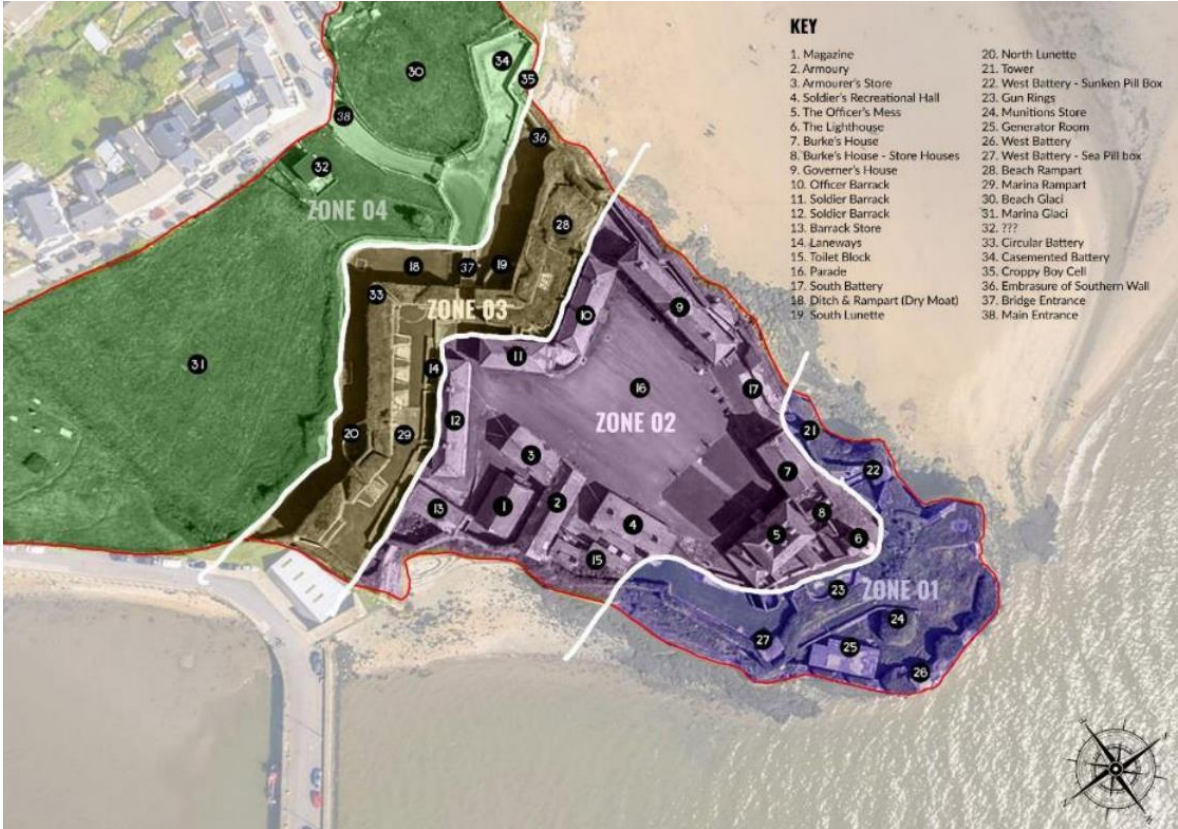 KEY
1. Magazine
2. Armoury
3. Armourer's Store
4. Soldier's Recreational Hall
5. The Officer's Mess
6. The Lighthouse
7. Burke's House
8. Burke's House - Store Houses
9. Governer's House
10. Officer Barrack
11. Soldier Barrack
12. Soldier Barrack
13. Barrack Store
14. Laneways
15. Toilet Block
16. Parade
17. South Battery
18. Ditch & Rampart (Dry Moat)
19. South Lunette
20. North Lunette
21. Tower
22. West Battery - Sunken Pill Box
23. Gun Rings
24. Munitions Store
25. Generator Room
26. West Battery
27. West Battery - Sea Pill box
28. Beach Rampart
29. Marina Rampart
30. Beach Glaci
31. Marina Glaci
32. ???
33. Circular Battery
34. Casemented Battery
35. Croppy Boy Cell
36. Embrasure of Southern Wall
37. Bridge Entrance
38. Main Entrance
34
30
35
38
36
32
ZONE 04
28
18
37
19
33
ZONE 03
10
9
11
31
14
16
17
12
ZONE 02
20
29
21
3
22
7
1
2
13
8
4
5
6
15
23
ZONE 01
24
27
25
26